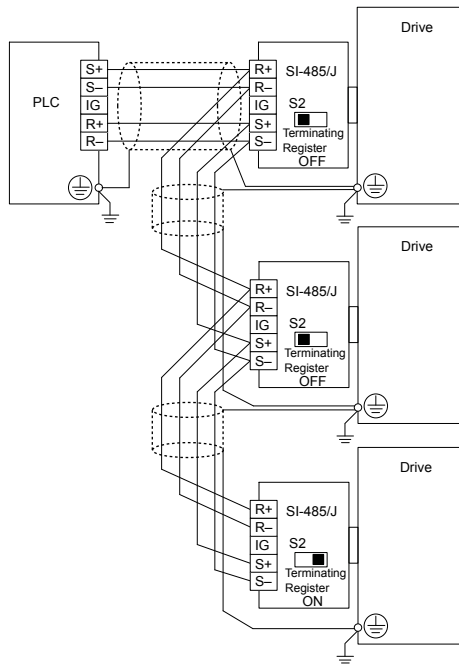 PLC
S+
S–
IG
R+
R–
R+
R–
IG
S+
S–
SI-485/J
S2
Terminating
Register
OFF
Drive
R+
R–
IG
S+
S–
SI-485/J
S2
Terminating
Register
OFF
Drive
R+
R–
IG
S+
S–
SI-485/J
S2
Terminating
Register
ON
Drive